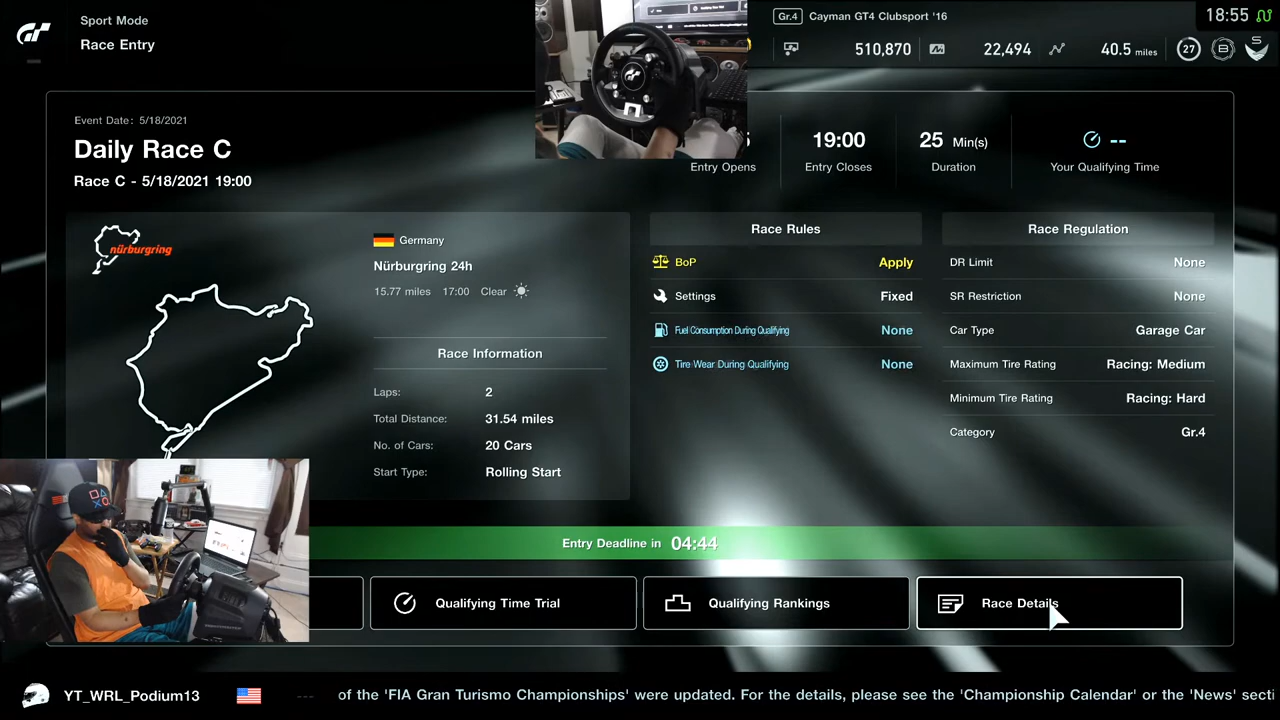 Sport Mode
Race Entry
Gr.4 Cayman GT4 Clubsport '16
18:55
510,870 22,494 40.5 miles 27 B S
Event Date: 5/18/2021
Daily Race C
Race C - 5/18/2021 19:00
Entry Opens
19:00
Entry Closes
25 Min(s)
Duration
--
Your Qualifying Time
nürburgring
Germany
Nürburgring 24h
15.77 miles 17:00 Clear
Race Information
Laps: 2
Total Distance: 31.54 miles
No. of Cars: 20 Cars
Start Type: Rolling Start
Race Rules
BoP Apply
Settings Fixed
Fuel Consumption During Qualifying None
Tire Wear During Qualifying None
Race Regulation
DR Limit None
SR Restriction None
Car Type Garage Car
Maximum Tire Rating Racing: Medium
Minimum Tire Rating Racing: Hard
Category Gr.4
Entry Deadline in 04:44
Qualifying Time Trial
Qualifying Rankings
Race Details
YT_WRL_Podium13 --- of the 'FIA Gran Turismo Championships' were updated. For the details, please see the 'Championship Calendar' or the 'News' secti